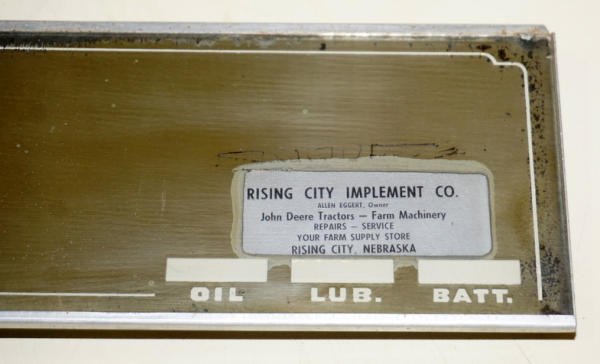 RISING CITY IMPLEMENT CO.
ALLEN EGGERT, Owner
John Deere Tractors — Farm Machinery
REPAIRS — SERVICE
YOUR FARM SUPPLY STORE
RISING CITY, NEBRASKA
OIL LUB. BATT.